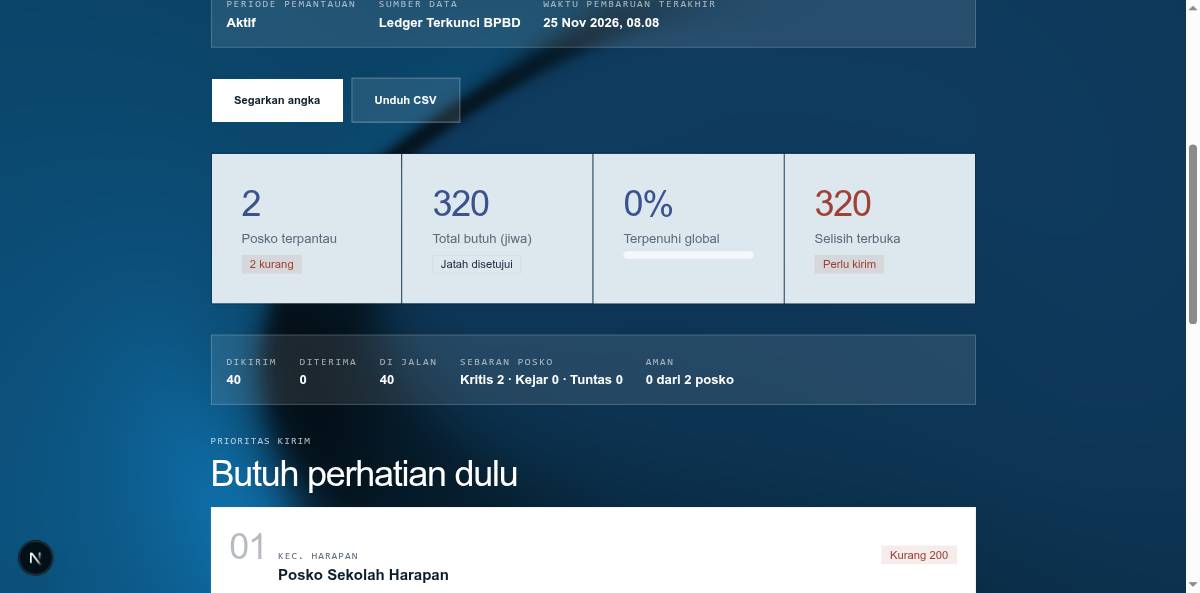 PERIODE PEMANTAUAN SUMBER DATA WAKTU PEMBARUAN TERAKHIR
Aktif Ledger Terkunci BPBD 25 Nov 2026, 08.08
Segarkan angka Unduh CSV
2 320 0% 320
Posko terpantau Total butuh (jiwa) Terpenuhi global Selisih terbuka
2 kurang Jatah disetujui Perlu kirim
DIKIRIM DITERIMA DI JALAN SEBARAN POSKO AMAN
40 0 40 Kritis 2 · Kejar 0 · Tuntas 0 0 dari 2 posko
PRIORITAS KIRIM
Butuh perhatian dulu
01 KEC. HARAPAN Kurang 200
Posko Sekolah Harapan
N